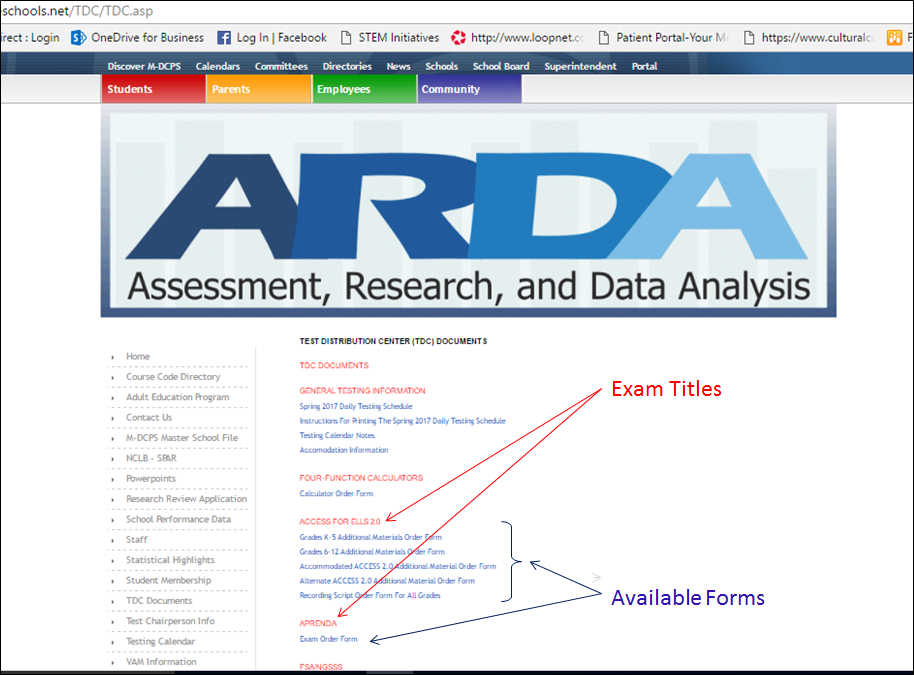 schools.net/TDC/TDC.asp
irect : Login OneDrive for Business Log In | Facebook STEM Initiatives http://www.loopnet.c Patient Portal-Your M https://www.culturalc F
Discover M-DCPS Calendars Committees Directories News Schools School Board Superintendent Portal
Students Parents Employees Community
ARDA
Assessment, Research, and Data Analysis
TEST DISTRIBUTION CENTER (TDC) DOCUMENTS
TDC DOCUMENTS
GENERAL TESTING INFORMATION
Spring 2017 Daily Testing Schedule
Instructions For Printing The Spring 2017 Daily Testing Schedule
Testing Calendar Notes
Accomodation Information
FOUR-FUNCTION CALCULATORS
Calculator Order Form
ACCESS FOR ELLS 2.0
Grades K-5 Additional Materials Order Form
Grades 6-12 Additional Materials Order Form
Accommodated ACCESS 2.0 Additional Material Order Form
Alternate ACCESS 2.0 Additional Material Order Form
Recording Script Order Form For All Grades
APRENDA
Exam Order Form
FSANGSSS
Home
Course Code Directory
Adult Education Program
Contact Us
M-DCPS Master School File
NCLB - SPAR
Powerpoints
Research Review Application
School Performance Data
Staff
Statistical Highlights
Student Membership
TDC Documents
Test Chairperson Info
Testing Calendar
VAM Information
Exam Titles
Available Forms